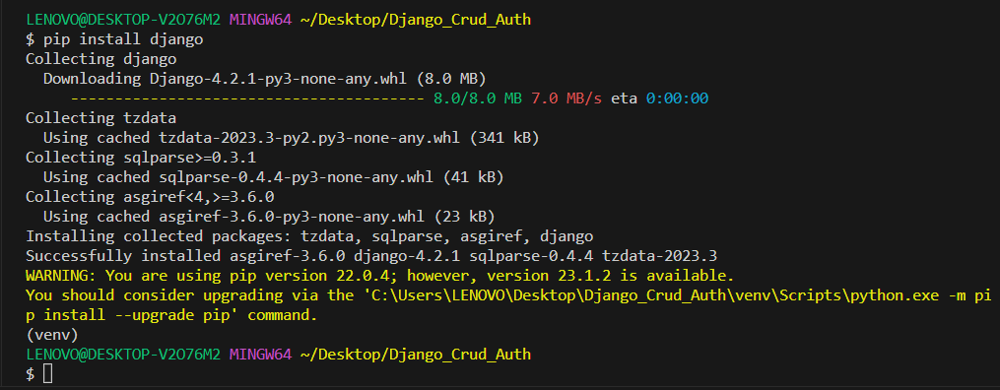 LENOVO@DESKTOP-V2O76M2 MINGW64 ~/Desktop/Django_Crud_Auth
$ pip install django
Collecting django
  Downloading Django-4.2.1-py3-none-any.whl (8.0 MB)
     ---------------------------------------- 8.0/8.0 MB 7.0 MB/s eta 0:00:00
Collecting tzdata
  Using cached tzdata-2023.3-py2.py3-none-any.whl (341 kB)
Collecting sqlparse>=0.3.1
  Using cached sqlparse-0.4.4-py3-none-any.whl (41 kB)
Collecting asgiref<4,>=3.6.0
  Using cached asgiref-3.6.0-py3-none-any.whl (23 kB)
Installing collected packages: tzdata, sqlparse, asgiref, django
Successfully installed asgiref-3.6.0 django-4.2.1 sqlparse-0.4.4 tzdata-2023.3
WARNING: You are using pip version 22.0.4; however, version 23.1.2 is available.
You should consider upgrading via the 'C:\Users\LENOVO\Desktop\Django_Crud_Auth\venv\Scripts\python.exe -m pi
p install --upgrade pip' command.
(venv)
LENOVO@DESKTOP-V2O76M2 MINGW64 ~/Desktop/Django_Crud_Auth
$